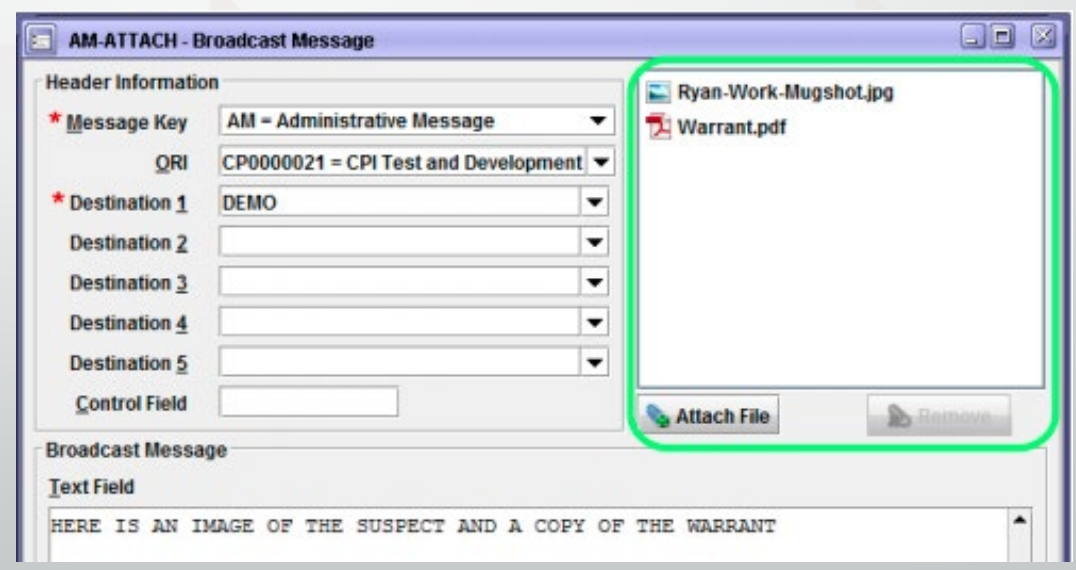 AM-ATTACH - Broadcast Message
Header Information
* Message Key AM = Administrative Message
ORI CP0000021 = CPI Test and Development
* Destination 1 DEMO
Destination 2
Destination 3
Destination 4
Destination 5
Control Field
Ryan-Work-Mugshot.jpg
Warrant.pdf
Attach File Remove
Broadcast Message
Text Field
HERE IS AN IMAGE OF THE SUSPECT AND A COPY OF THE WARRANT